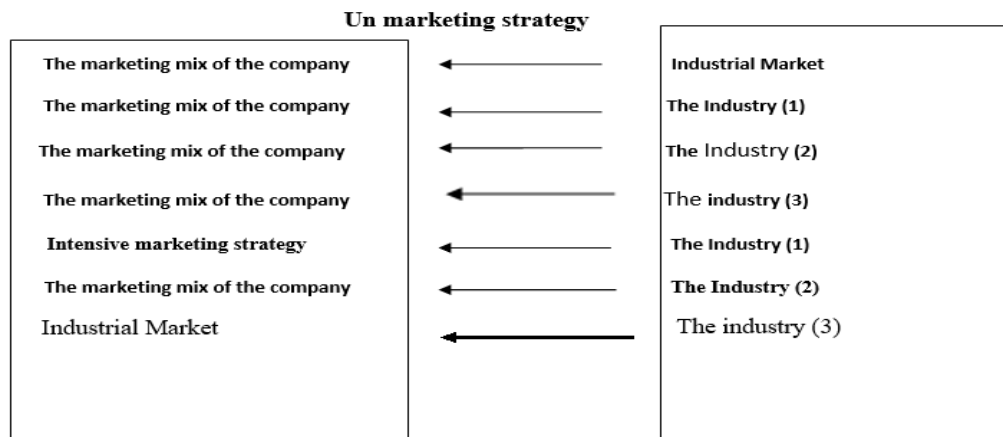 Un marketing strategy
The marketing mix of the company
Industrial Market
The marketing mix of the company
The Industry (1)
The marketing mix of the company
The Industry (2)
The marketing mix of the company
The industry (3)
Intensive marketing strategy
The Industry (1)
The marketing mix of the company
The Industry (2)
Industrial Market
The industry (3)